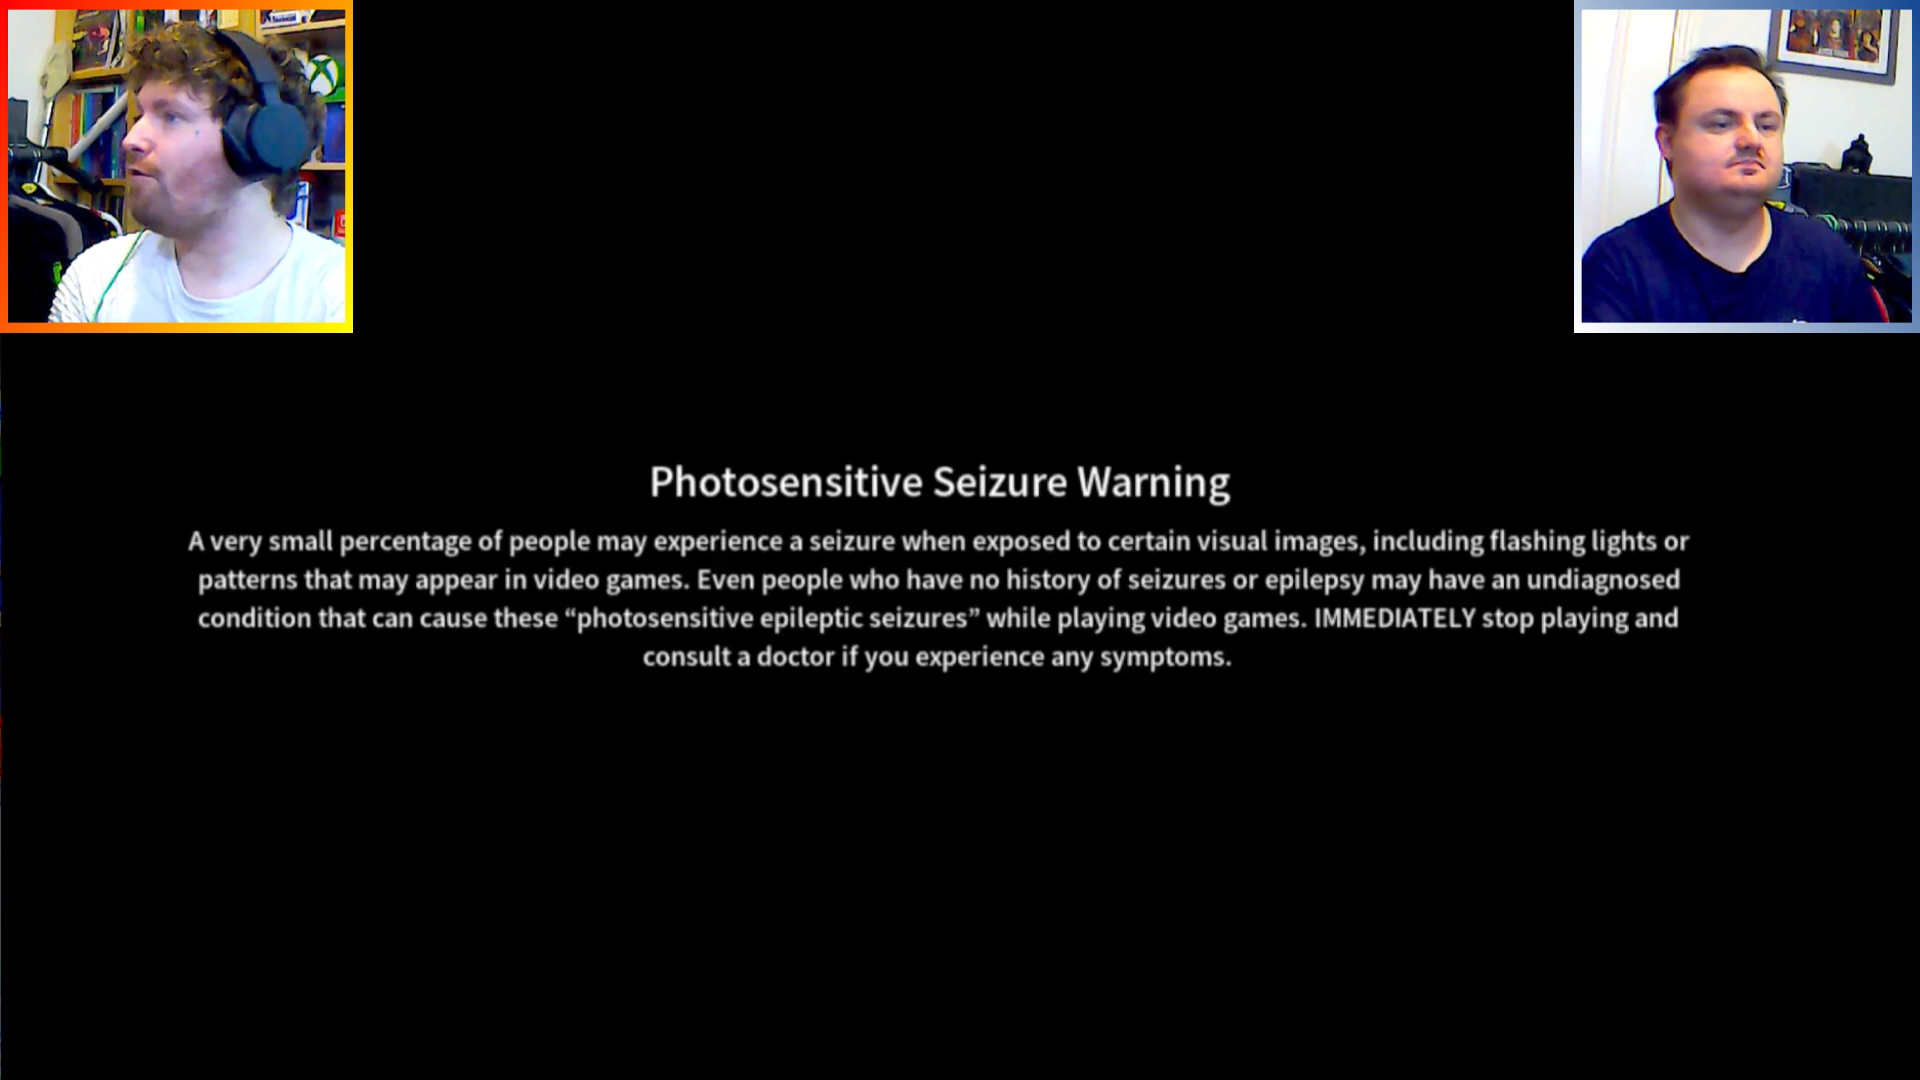 Photosensitive Seizure Warning
A very small percentage of people may experience a seizure when exposed to certain visual images, including flashing lights or
patterns that may appear in video games. Even people who have no history of seizures or epilepsy may have an undiagnosed
condition that can cause these “photosensitive epileptic seizures” while playing video games. IMMEDIATELY stop playing and
consult a doctor if you experience any symptoms.